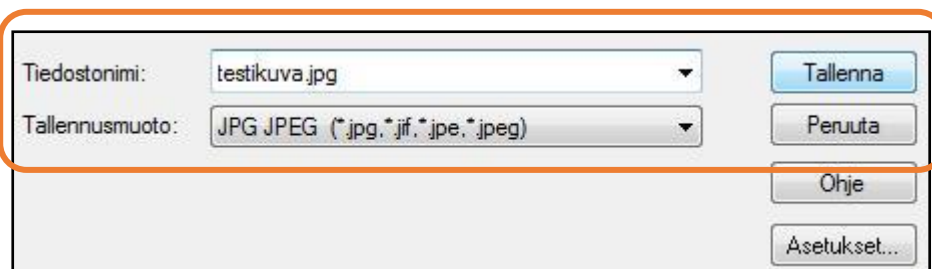 Tiedostonimi: testikuva.jpg Tallenna
Tallennusmuoto: JPG JPEG (*.jpg,*.jif,*.jpe,*.jpeg) Peruuta
Ohje
Asetukset...